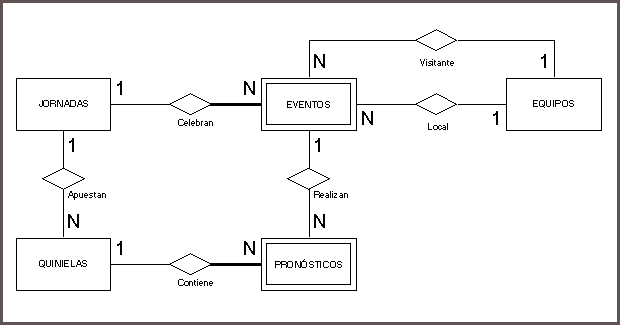 N
1
Visitante
JORNADAS
1
N
Celebran
EVENTOS
N
Local
1
EQUIPOS
1
Apuestan
N
1
Realizan
N
QUINIELAS
1
N
Contiene
PRONÓSTICOS